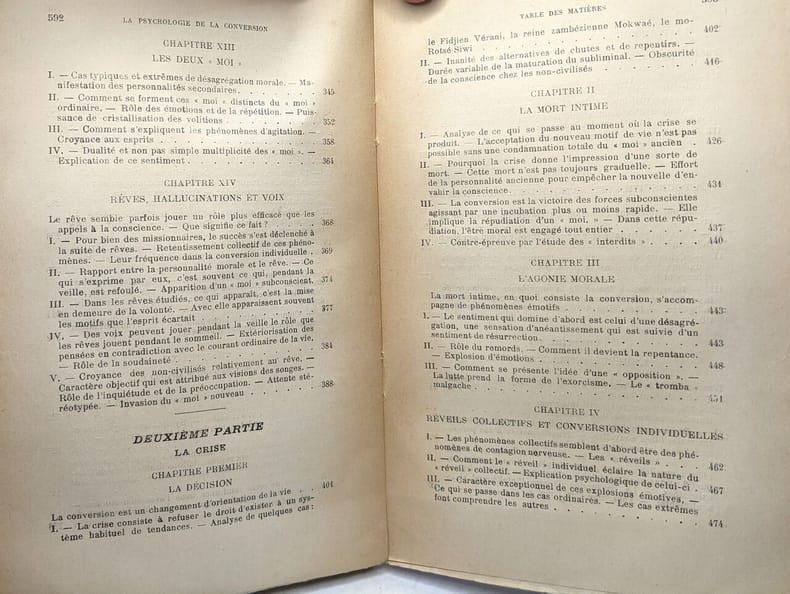 592
LA PSYCHOLOGIE DE LA CONVERSION
CHAPITRE XIII
LES DEUX « MOI »
I. — Cas typiques et extrêmes de désagrégation morale. — Ma-
nifestation des personnalités secondaires. . . . . . . . 345
II. — Comment se forment ces « moi » distincts du « moi »
ordinaire. — Rôle des émotions et de la répétition. — Puis-
sance de cristallisation des volitions . . . . . . . . . 352
III. — Comment s'expliquent les phénomènes d'agitation. —
Croyance aux esprits . . . . . . . . . . . . . 358
IV. — Dualité et non pas simple multiplicité des « moi ». —
Explication de ce sentiment . . . . . . . . . . . 364
CHAPITRE XIV
RÊVES, HALLUCINATIONS ET VOIX
Le rêve semble parfois jouer un rôle plus efficace que les
appels à la conscience. — Que signifie ce fait ? . . . . . 368
I. — Pour bien des missionnaires, le succès s'est déclenché à
la suite de rêves. — Retentissement collectif de ces phéno-
mènes. — Leur fréquence dans la conversion individuelle . 369
II. — Rapport entre la personnalité morale et le rêve. — Ce
qui s'exprime par eux, c'est souvent ce qui, pendant la
veille, est refoulé. — Apparition d'un « moi » subconscient. 374
III. — Dans les rêves étudiés, ce qui apparaît, c'est la mise
en demeure de la volonté. — Avec elle apparaissent souvent
les motifs que l'esprit écartait . . . . . . . . . . 377
IV. — Des voix peuvent jouer pendant la veille le rôle que
les rêves jouent pendant le sommeil. — Extériorisation des
pensées en contradiction avec le courant ordinaire de la vie.
— Rôle de la soudaineté . . . . . . . . . . . . 384
V. — Croyance des non-civilisés relativement au rêve. —
Caractère objectif qui est attribué aux visions des songes. —
Rôle de l'inquiétude et de la préoccupation. — Attente sté-
réotypée. — Invasion du « moi » nouveau . . . . . . . 388
DEUXIÈME PARTIE
LA CRISE
CHAPITRE PREMIER
LA DÉCISION
La conversion est un changement d'orientation de la vie . . 401
I. — La crise consiste à refuser le droit d'exister à un sys-
tème habituel de tendances. — Analyse de quelques cas :
TABLE DES MATIÈRES
le Fidjien Vérani, la reine zambézienne Mokwaé, le mo-
Rotsé Siwi . . . . . . . . . . . . . . . 402
II. — Inanité des alternatives de chutes et de repentirs. —
Durée variable de la maturation du subliminal. — Obscurité
de la conscience chez les non-civilisés . . . . . . . . 416
CHAPITRE II
LA MORT INTIME
I. — Analyse de ce qui se passe au moment où la crise se
produit. — L'acceptation du nouveau motif de vie n'est pas
possible sans une condamnation totale du « moi » ancien . 426
II. — Pourquoi la crise donne l'impression d'une sorte de
mort. — Cette mort n'est pas toujours graduelle. — Effort
de la personnalité ancienne pour empêcher la nouvelle d'en-
vahir la conscience. . . . . . . . . . . . . . 431
III. — La conversion est la victoire des forces subconscientes
agissant par une incubation plus ou moins rapide. — Elle
implique la répudiation d'un « moi. » — Dans cette répu-
diation, l'être moral est engagé tout entier . . . . . . . 437
IV. — Contre-épreuve par l'étude des « interdits » . . . . 440
CHAPITRE III
L'AGONIE MORALE
La mort intime, en quoi consiste la conversion, s'accom-
pagne de phénomènes émotifs . . . . . . . . . . 443
I. — Le sentiment qui domine d'abord est celui d'une désagré-
gation, une sensation d'anéantissement qui est suivie d'un
sentiment de résurrection. . . . . . . . . . . . 443
II. — Rôle du remords. — Comment il devient la repentance.
— Explosion d'émotions . . . . . . . . . . . . 448
III. — Comment se présente l'idée d'une « opposition ». —
La lutte prend la forme de l'exorcisme. — Le « tromba »
malgache . . . . . . . . . . . . . . . . 451
CHAPITRE IV
RÉVEILS COLLECTIFS ET CONVERSIONS INDIVIDUELLES
I. — Les phénomènes collectifs semblent d'abord être des phé-
nomènes de contagion nerveuse. — Les « réveils » . . . 462
II. — Comment le « réveil » individuel éclaire la nature du
« réveil » collectif. — Explication psychologique de celui-ci . 467
III. — Caractère exceptionnel de ces explosions émotives, —
Ce qui se passe dans les cas ordinaires. — Les cas extrêmes
font comprendre les autres . . . . . . . . . . . 474